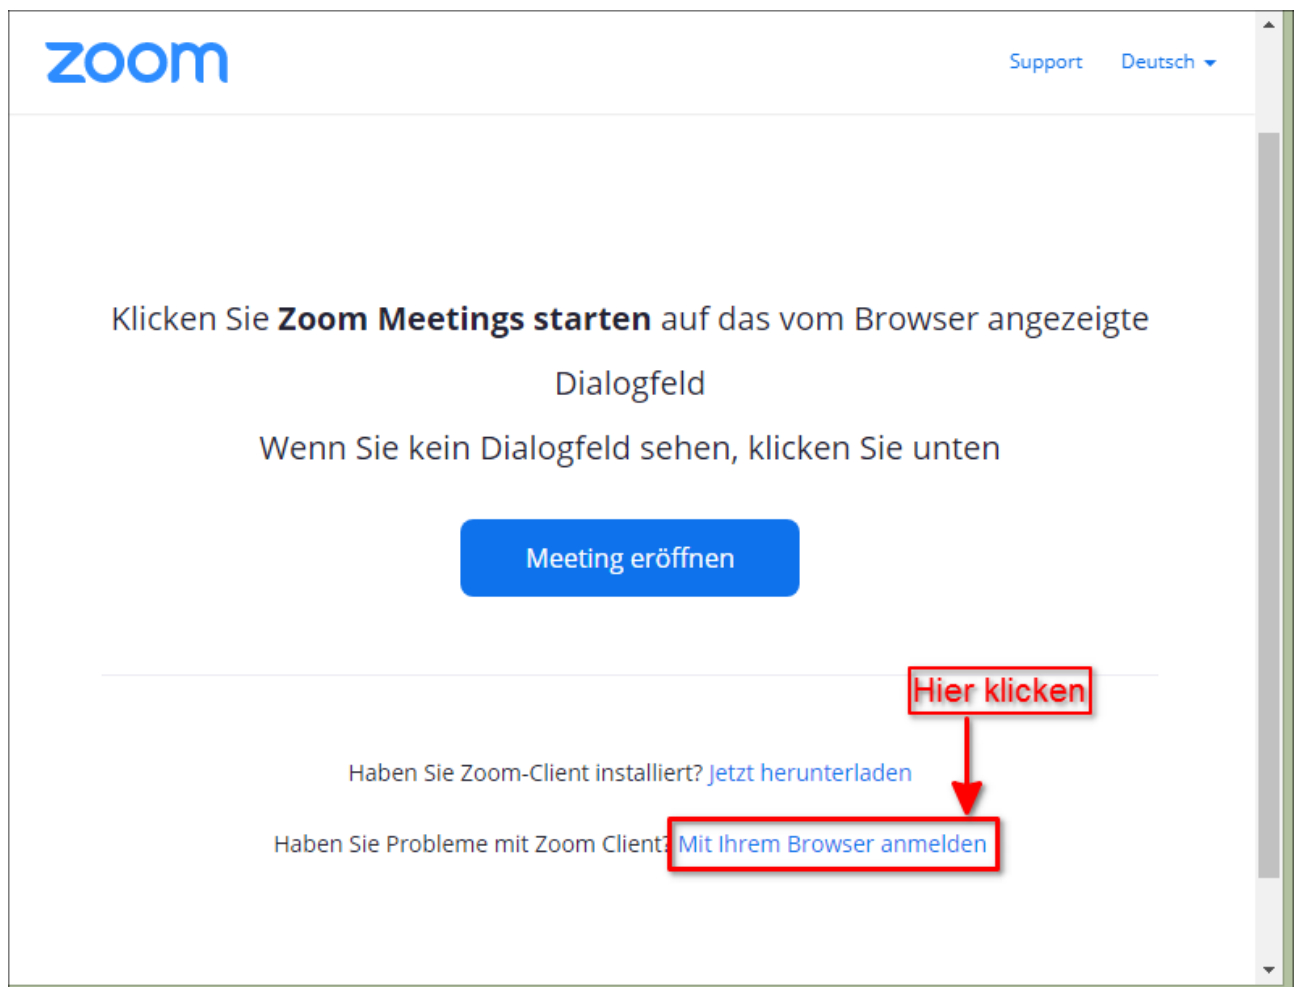 zoom
Support Deutsch
Klicken Sie Zoom Meetings starten auf das vom Browser angezeigte
Dialogfeld
Wenn Sie kein Dialogfeld sehen, klicken Sie unten
Meeting eröffnen
Hier klicken
Haben Sie Zoom-Client installiert? Jetzt herunterladen
Haben Sie Probleme mit Zoom Client? Mit Ihrem Browser anmelden